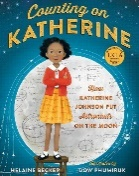 Counting on
KATHERINE
How
KATHERINE
JOHNSON PUT
ASTRONAUTS
ON THE MOON
HELAINE BECKER
DOW PHUMIRUK